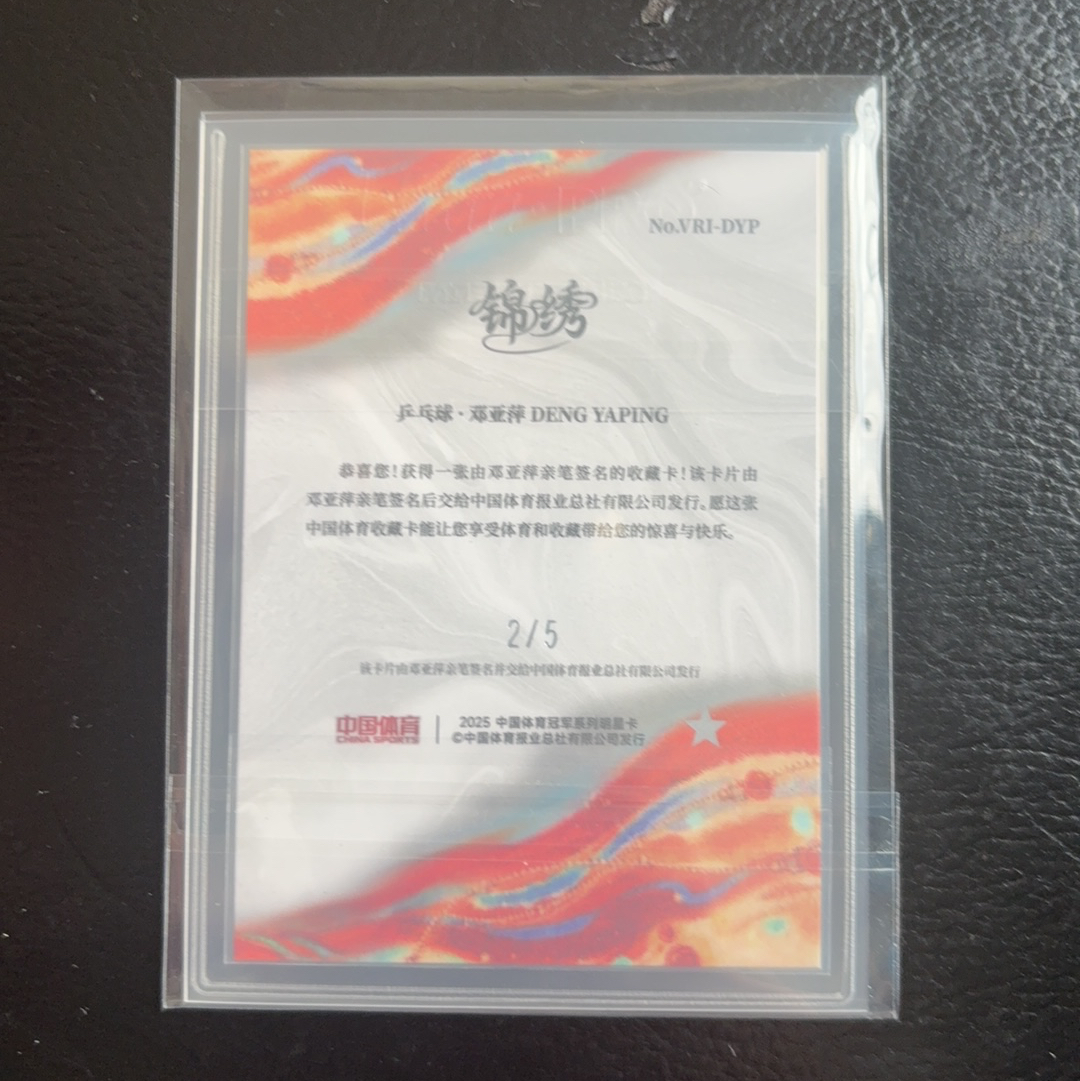 No.VRI-DYP
锦绣
乒乓球·邓亚萍 DENG YAPING
恭喜您!获得一张由邓亚萍亲笔签名的收藏卡!该卡片由
邓亚萍亲笔签名后交给中国体育报业总社有限公司发行。愿这张
中国体育收藏卡能让您享受体育和收藏带给您的惊喜与快乐。
2/5
该卡片由邓亚萍亲笔签名并交给中国体育报业总社有限公司发行
中国体育
CHINA SPORTS
2025 中国体育冠军系列明星卡
©中国体育报业总社有限公司发行